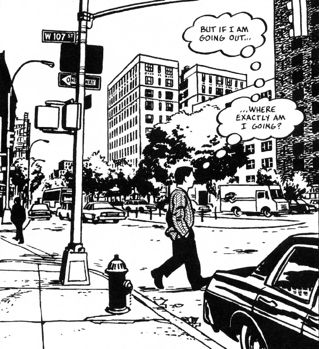 BUT IF I AM
GOING OUT...
W 107 ST
ONE WAY
...WHERE
EXACTLY AM
I GOING?